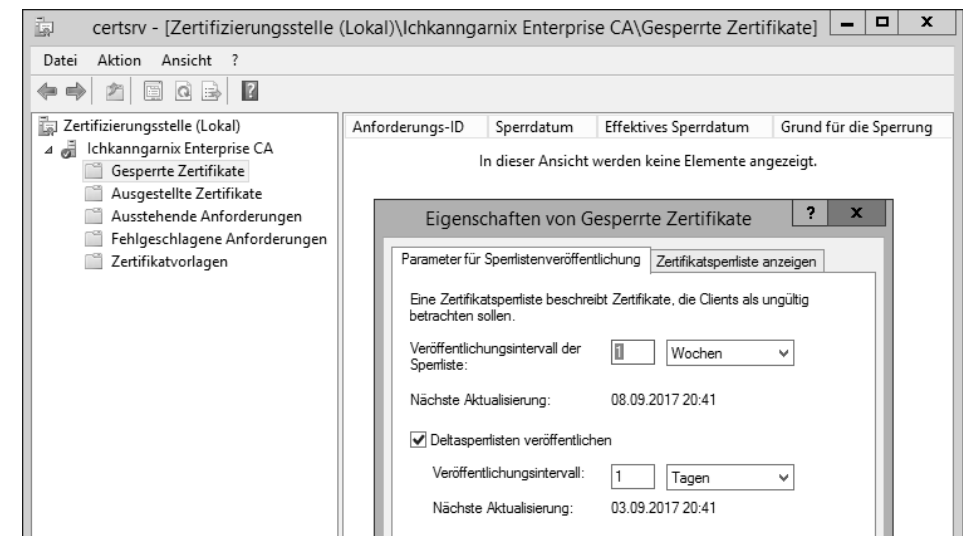 certsrv - [Zertifizierungsstelle (Lokal)\Ichkanngarnix Enterprise CA\Gesperrte Zertifikate]
Datei Aktion Ansicht ?
Zertifizierungsstelle (Lokal)
Ichkanngarnix Enterprise CA
Gesperrte Zertifikate
Ausgestellte Zertifikate
Ausstehende Anforderungen
Fehlgeschlagene Anforderungen
Zertifikatvorlagen
Anforderungs-ID Sperrdatum Effektives Sperrdatum Grund für die Sperrung
In dieser Ansicht werden keine Elemente angezeigt.
Eigenschaften von Gesperrte Zertifikate ? x
Parameter für Sperrlistenveröffentlichung Zertifikatsperrliste anzeigen
Eine Zertifikatsperrliste beschreibt Zertifikate, die Clients als ungültig
betrachten sollen.
Veröffentlichungsintervall der
Sperrliste:
1 Wochen
Nächste Aktualisierung: 08.09.2017 20:41
Deltasperrlisten veröffentlichen
Veröffentlichungsintervall: 1 Tagen
Nächste Aktualisierung: 03.09.2017 20:41